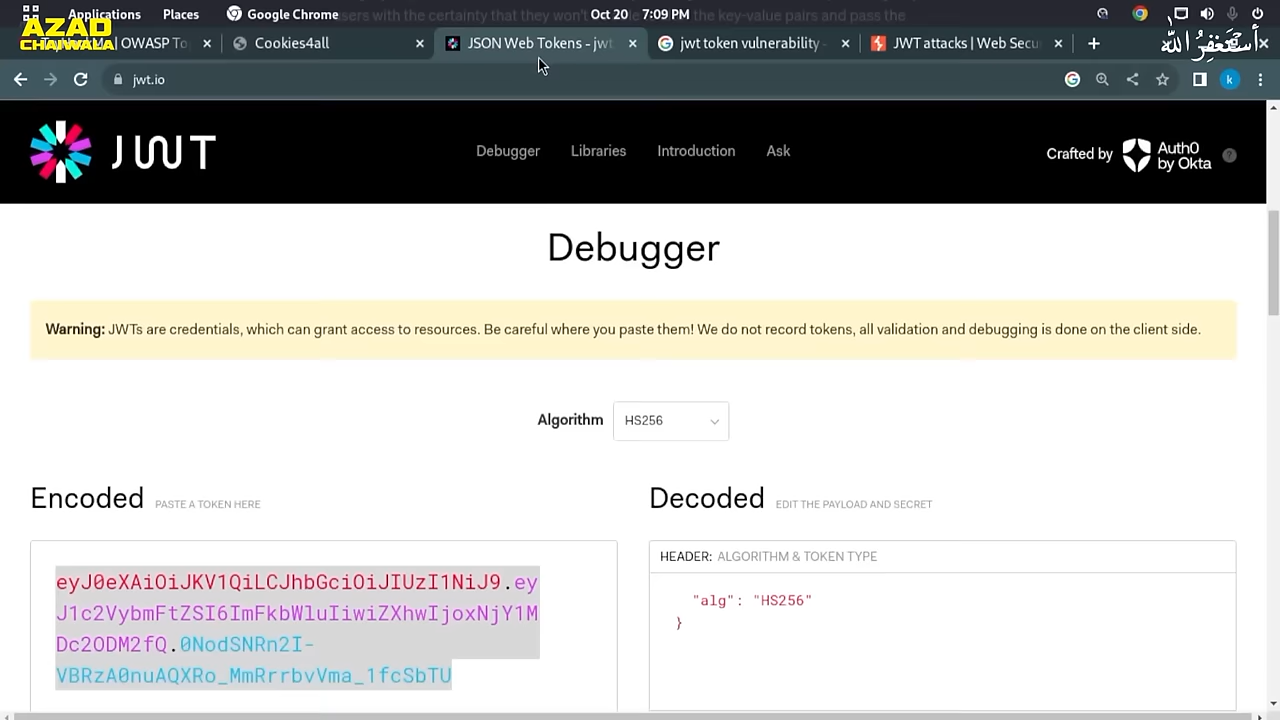 Applications Places Google Chrome Oct 20 7:09 PM
AZAD
CHAIWALA
أستغفر الله
OWASP To
Cookies4all
JSON Web Tokens - jwt
jwt token vulnerability -
JWT attacks | Web Secu
jwt.io
k
JWT
Debugger Libraries Introduction Ask
Crafted by Auth0 by Okta ?
Debugger
Warning: JWTs are credentials, which can grant access to resources. Be careful where you paste them! We do not record tokens, all validation and debugging is done on the client side.
Algorithm HS256
Encoded PASTE A TOKEN HERE
Decoded EDIT THE PAYLOAD AND SECRET
eyJ0eXAiOiJKV1QiLCJhbGciOiJIUzI1NiJ9.ey
J1c2VybmFtZSI6ImFkbWluIiwiZXhwIjoxNjY1M
Dc2ODM2fQ.0NodSNRn2I-
VBRzA0nuAQXRo_MmRrrbvVma_1fcSbTU
HEADER: ALGORITHM & TOKEN TYPE
"alg": "HS256"
}